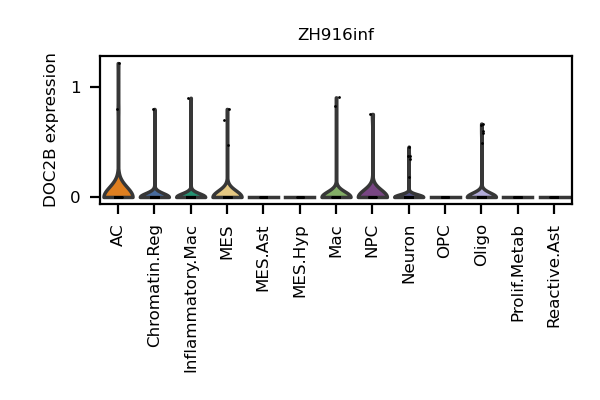 ZH916inf
DOC2B expression
1
0
AC
Chromatin.Reg
Inflammatory.Mac
MES
MES.Ast
MES.Hyp
Mac
NPC
Neuron
OPC
Oligo
Prolif.Metab
Reactive.Ast